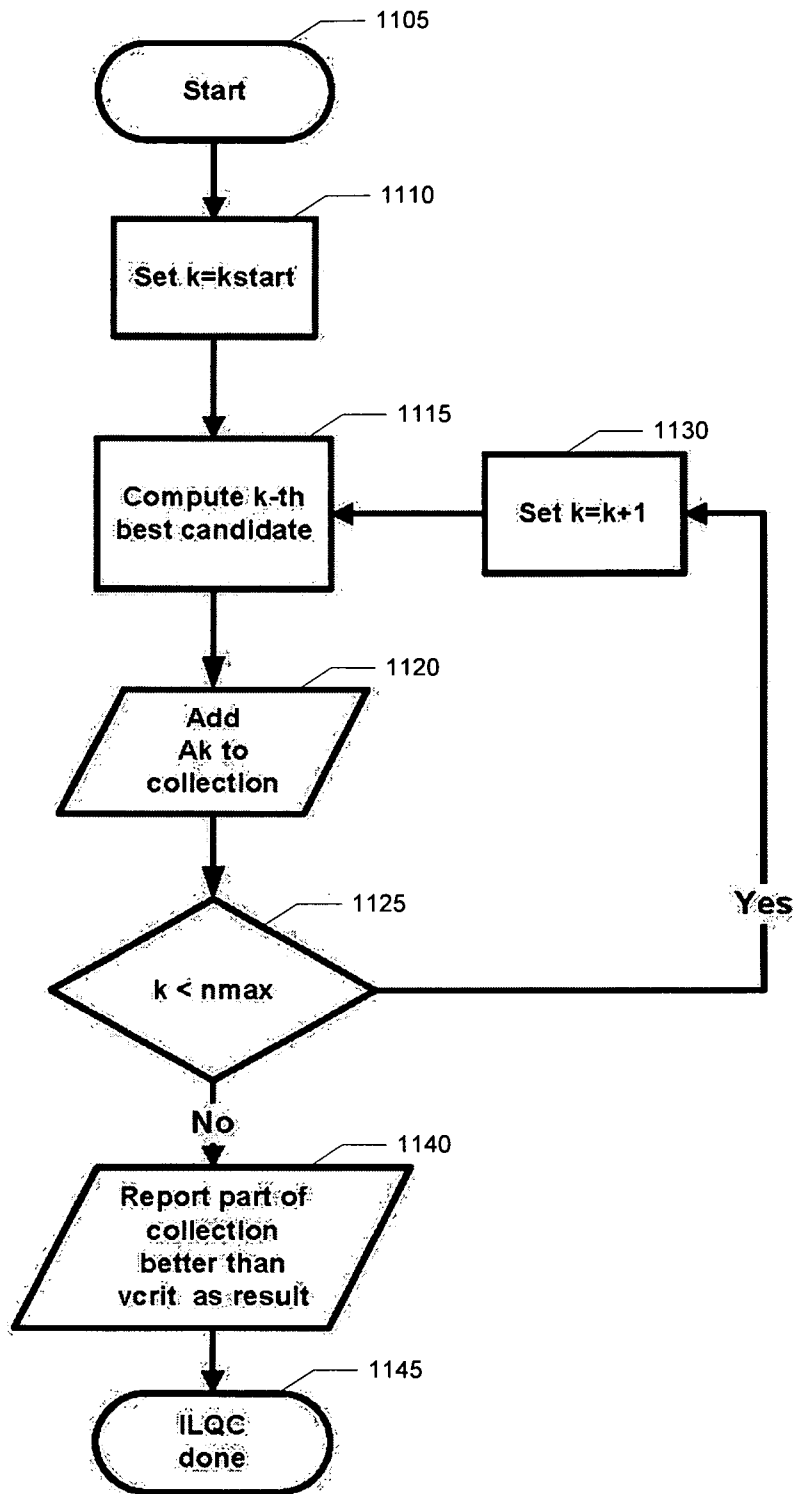 1105
Start
1110
Set k=kstart
1115
Compute k-th
best candidate
1130
Set k=k+1
1120
Add
Ak to
collection
1125
k < nmax
Yes
No
1140
Report part of
collection
better than
vcrit as result
1145
ILQC
done